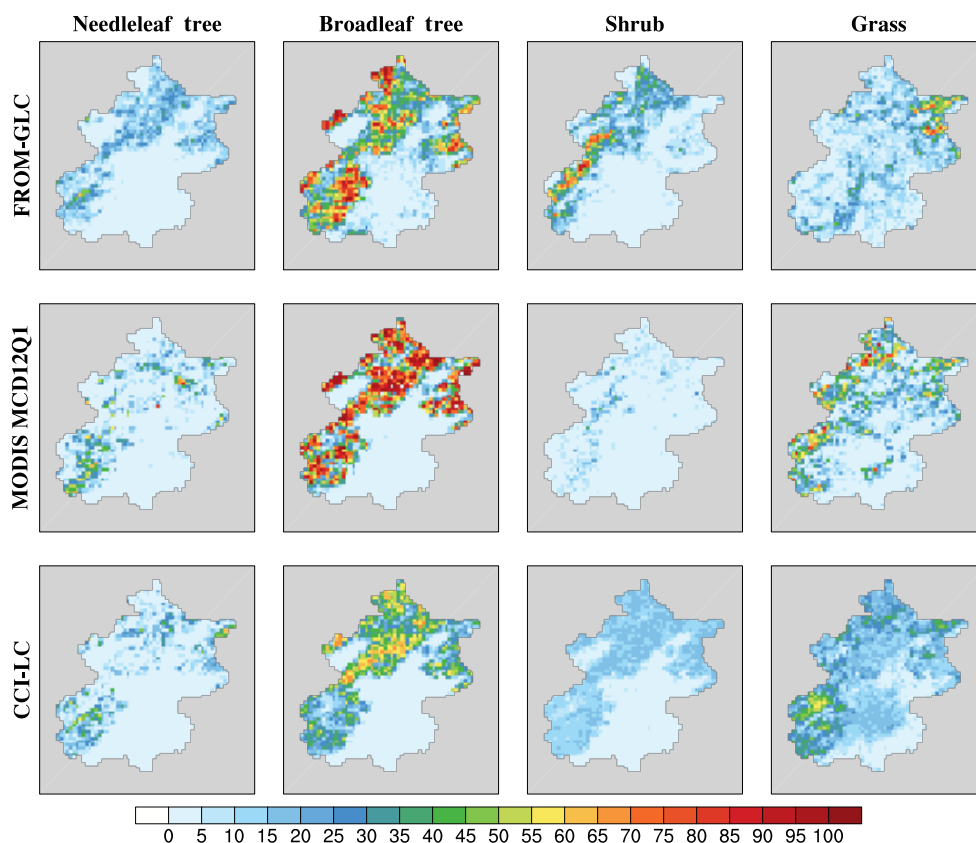 Needleleaf tree Broadleaf tree Shrub Grass
FROM-GLC
MODIS MCD12Q1
CCI-LC
0 5 10 15 20 25 30 35 40 45 50 55 60 65 70 75 80 85 90 95 100